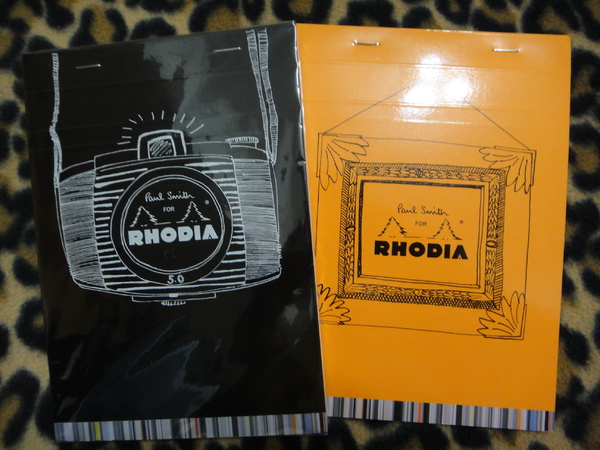 Paul Smith
FOR
RHODIA
5.0
Paul Smith
FOR
RHODIA®